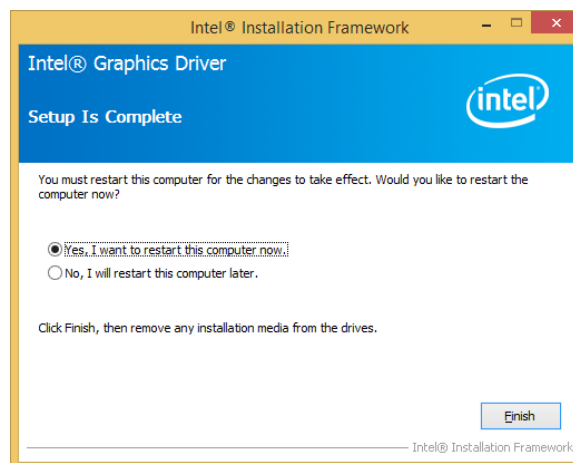 Intel® Installation Framework
Intel® Graphics Driver
intel
Setup Is Complete
You must restart this computer for the changes to take effect. Would you like to restart the
computer now?
Yes, I want to restart this computer now.
No, I will restart this computer later.
Click Finish, then remove any installation media from the drives.
Finish
Intel® Installation Framework